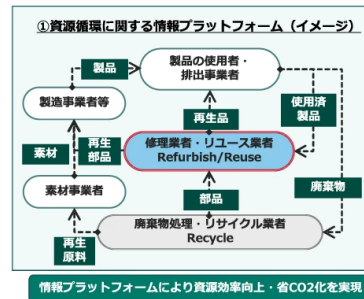 ①資源循環に関する情報プラットフォーム（イメージ）
製品の使用者・
排出事業者
製品
製造事業者等
再生品
使用済
製品
再生
部品
修理業者・リユース業者
Refurbish/Reuse
素材
素材事業者
部品
廃棄物
再生
原料
廃棄物処理・リサイクル業者
Recycle
情報プラットフォームにより資源効率向上・省CO2化を実現